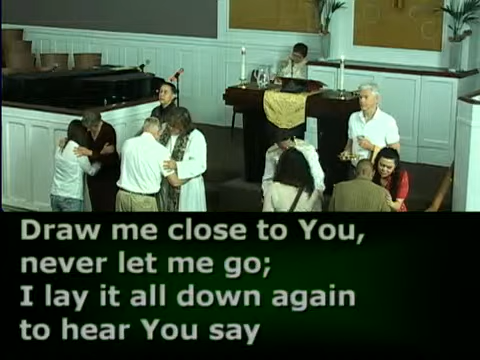 Draw me close to You,
never let me go;
I lay it all down again
to hear You say